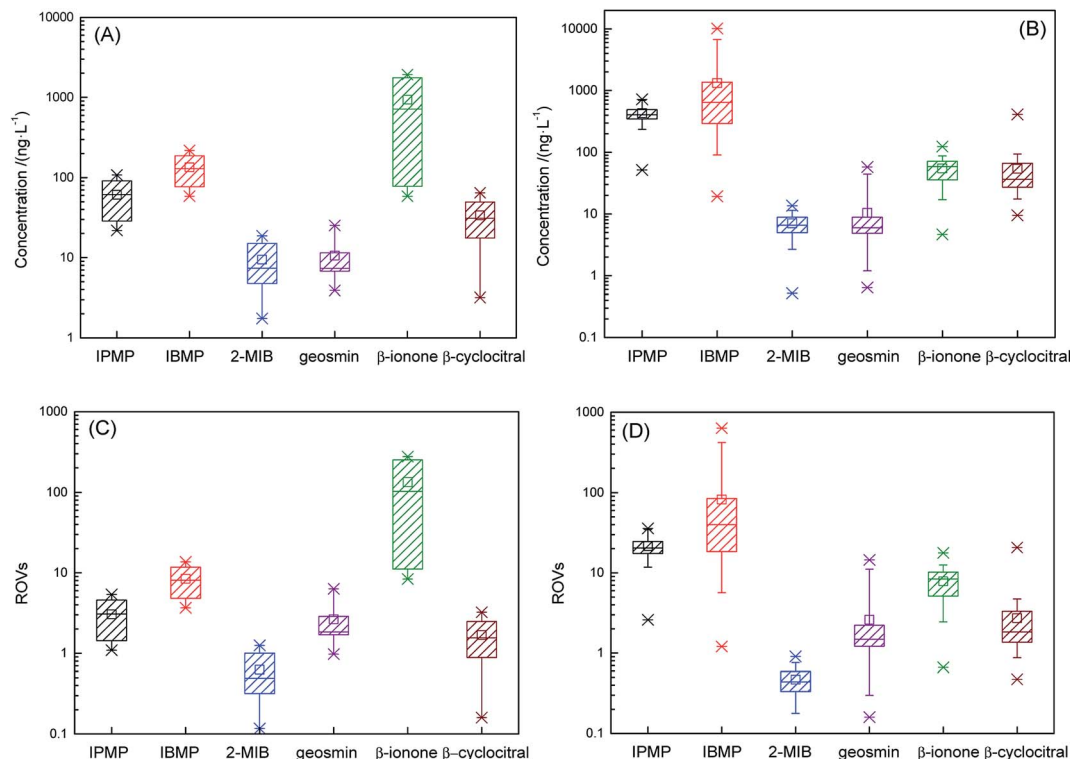 (A)
Concentration /(ng·L⁻¹)
10000
1000
100
10
1
IPMP IBMP 2-MIB geosmin β-ionone β-cyclocitral
(B)
Concentration /(ng·L⁻¹)
10000
1000
100
10
1
0.1
IPMP IBMP 2-MIB geosmin β-ionone β-cyclocitral
(C)
ROVs
1000
100
10
1
0.1
IPMP IBMP 2-MIB geosmin β-ionone β–cyclocitral
(D)
ROVs
1000
100
10
1
0.1
IPMP IBMP 2-MIB geosmin β-ionone β-cyclocitral